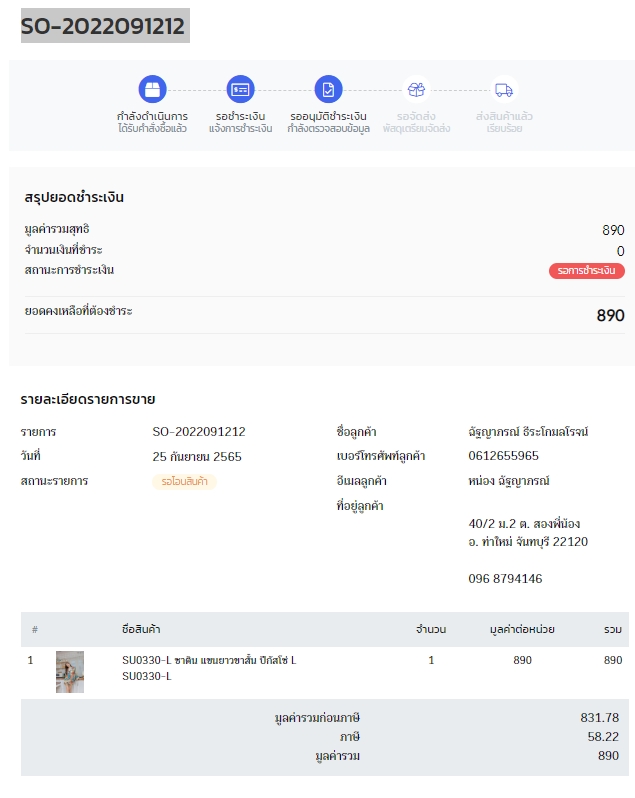 SO-2022091212
กำลังดำเนินการ รอชำระเงิน รออนุมัติชำระเงิน รอจัดส่ง ส่งสินค้าแล้ว
ได้รับคำสั่งซื้อแล้ว แจ้งการชำระเงิน กำลังตรวจสอบข้อมูล พัสดุเตรียมจัดส่ง เรียบร้อย
สรุปยอดชำระเงิน
มูลค่ารวมสุทธิ 890
จำนวนเงินที่ชำระ 0
สถานะการชำระเงิน รอการชำระเงิน
ยอดคงเหลือที่ต้องชำระ 890
รายละเอียดรายการขาย
รายการ SO-2022091212 ชื่อลูกค้า ฉัฐญาภรณ์ ธีระโกมลโรจน์
วันที่ 25 กันยายน 2565 เบอร์โทรศัพท์ลูกค้า 0612655965
สถานะรายการ รอโอนสินค้า อีเมลลูกค้า หน่อง ฉัฐญาภรณ์
ที่อยู่ลูกค้า
40/2 ม.2 ต. สองพี่น้อง
อ. ท่าใหม่ จันทบุรี 22120
096 8794146
# ชื่อสินค้า จำนวน มูลค่าต่อหน่วย รวม
1 SU0330-L ซาติน แขนยาวขาสั้น ปิกัสโซ่ L 1 890 890
SU0330-L
มูลค่ารวมก่อนภาษี 831.78
ภาษี 58.22
มูลค่ารวม 890